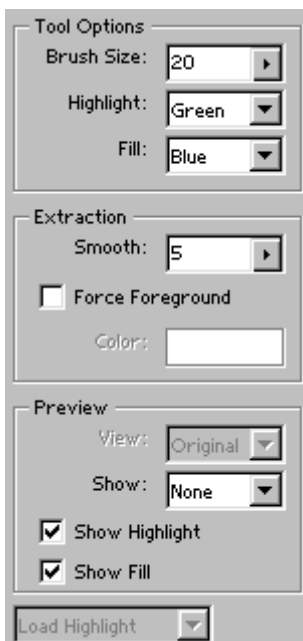 Tool Options
Brush Size: 20
Highlight: Green
Fill: Blue
Extraction
Smooth: 5
Force Foreground
Color:
Preview
View: Original
Show: None
Show Highlight
Show Fill
Load Highlight